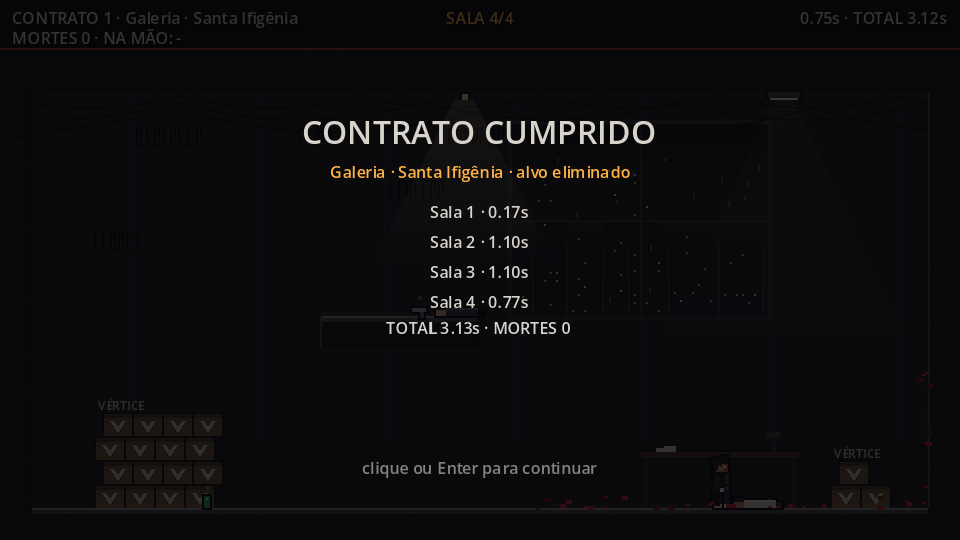 CONTRATO 1 · Galeria · Santa Ifigênia
SALA 4/4
0.75s · TOTAL 3.12s
MORTES 0 · NA MÃO: -
CONTRATO CUMPRIDO
Galeria · Santa Ifigênia · alvo eliminado
Sala 1 · 0.17s
Sala 2 · 1.10s
Sala 3 · 1.10s
Sala 4 · 0.77s
TOTAL 3.13s · MORTES 0
VÉRTICE
VÉRTICE
clique ou Enter para continuar